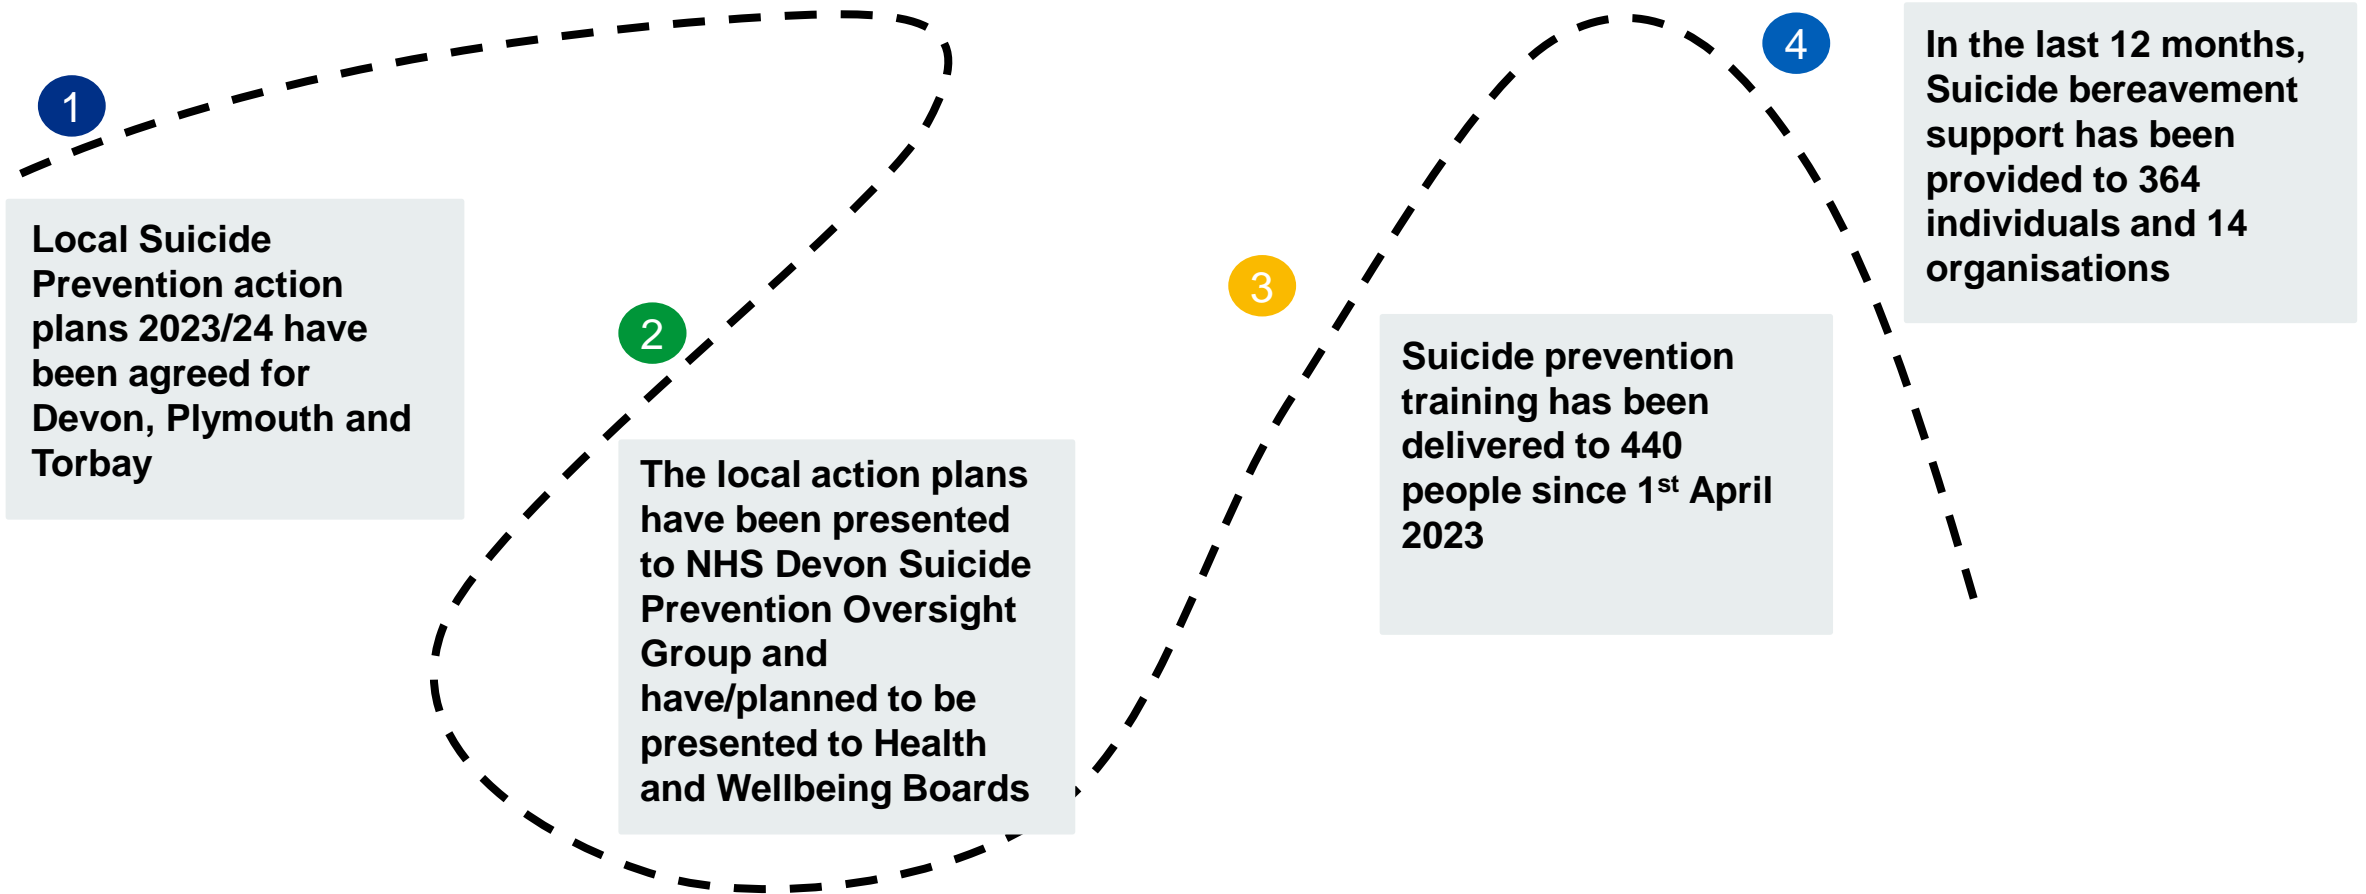 1
Local Suicide
Prevention action
plans 2023/24 have
been agreed for
Devon, Plymouth and
Torbay
2
The local action plans
have been presented
to NHS Devon Suicide
Prevention Oversight
Group and
have/planned to be
presented to Health
and Wellbeing Boards
3
Suicide prevention
training has been
delivered to 440
people since 1st April
2023
4
In the last 12 months,
Suicide bereavement
support has been
provided to 364
individuals and 14
organisations